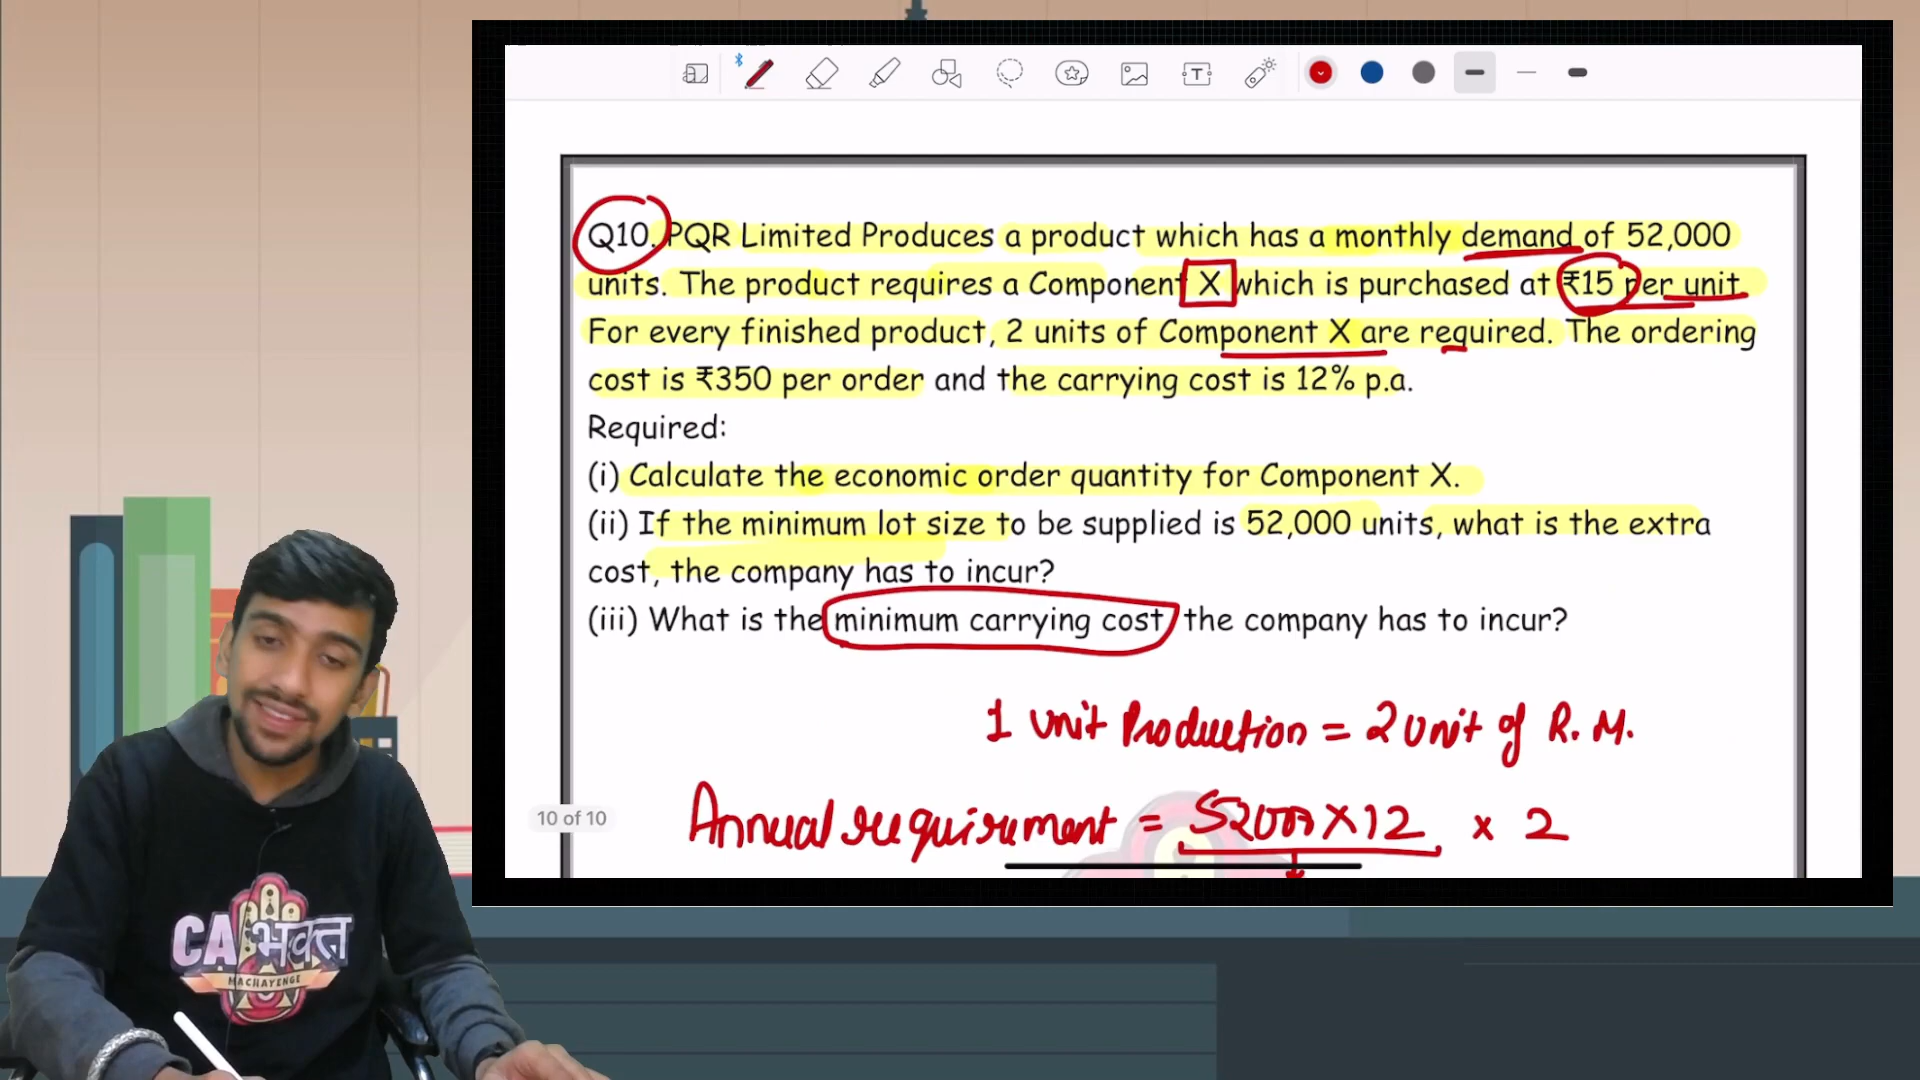 Q10. PQR Limited Produces a product which has a monthly demand of 52,000
units. The product requires a Component X which is purchased at ₹15 per unit
For every finished product, 2 units of Component X are required. The ordering
cost is ₹350 per order and the carrying cost is 12% p.a.
Required:
(i) Calculate the economic order quantity for Component X.
(ii) If the minimum lot size to be supplied is 52,000 units, what is the extra
cost, the company has to incur?
(iii) What is the minimum carrying cost the company has to incur?
1 Unit Production = 2 Unit of R.M.
10 of 10
Annual requirement = 52000 X 12 x 2
CA भक्त
MACHAYENGE